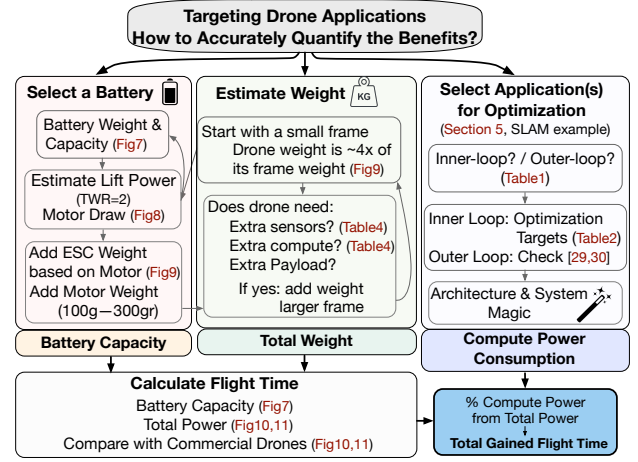 Targeting Drone Applications
How to Accurately Quantify the Benefits?
Select a Battery
Battery Weight &
Capacity (Fig7)
Estimate Lift Power
(TWR=2)
Motor Draw (Fig8)
Add ESC Weight
based on Motor (Fig9)
Add Motor Weight
(100g—300gr)
Battery Capacity
Estimate Weight
KG
Start with a small frame
Drone weight is ~4x of
its frame weight (Fig9)
Does drone need:
Extra sensors? (Table4)
Extra compute? (Table4)
Extra Payload?
If yes: add weight
larger frame
Total Weight
Select Application(s)
for Optimization
(Section 5, SLAM example)
Inner-loop? / Outer-loop?
(Table1)
Inner Loop: Optimization
Targets (Table2)
Outer Loop: Check [29,30]
Architecture & System
Magic
Compute Power
Consumption
Calculate Flight Time
Battery Capacity (Fig7)
Total Power (Fig10,11)
Compare with Commercial Drones (Fig10,11)
% Compute Power
from Total Power
Total Gained Flight Time